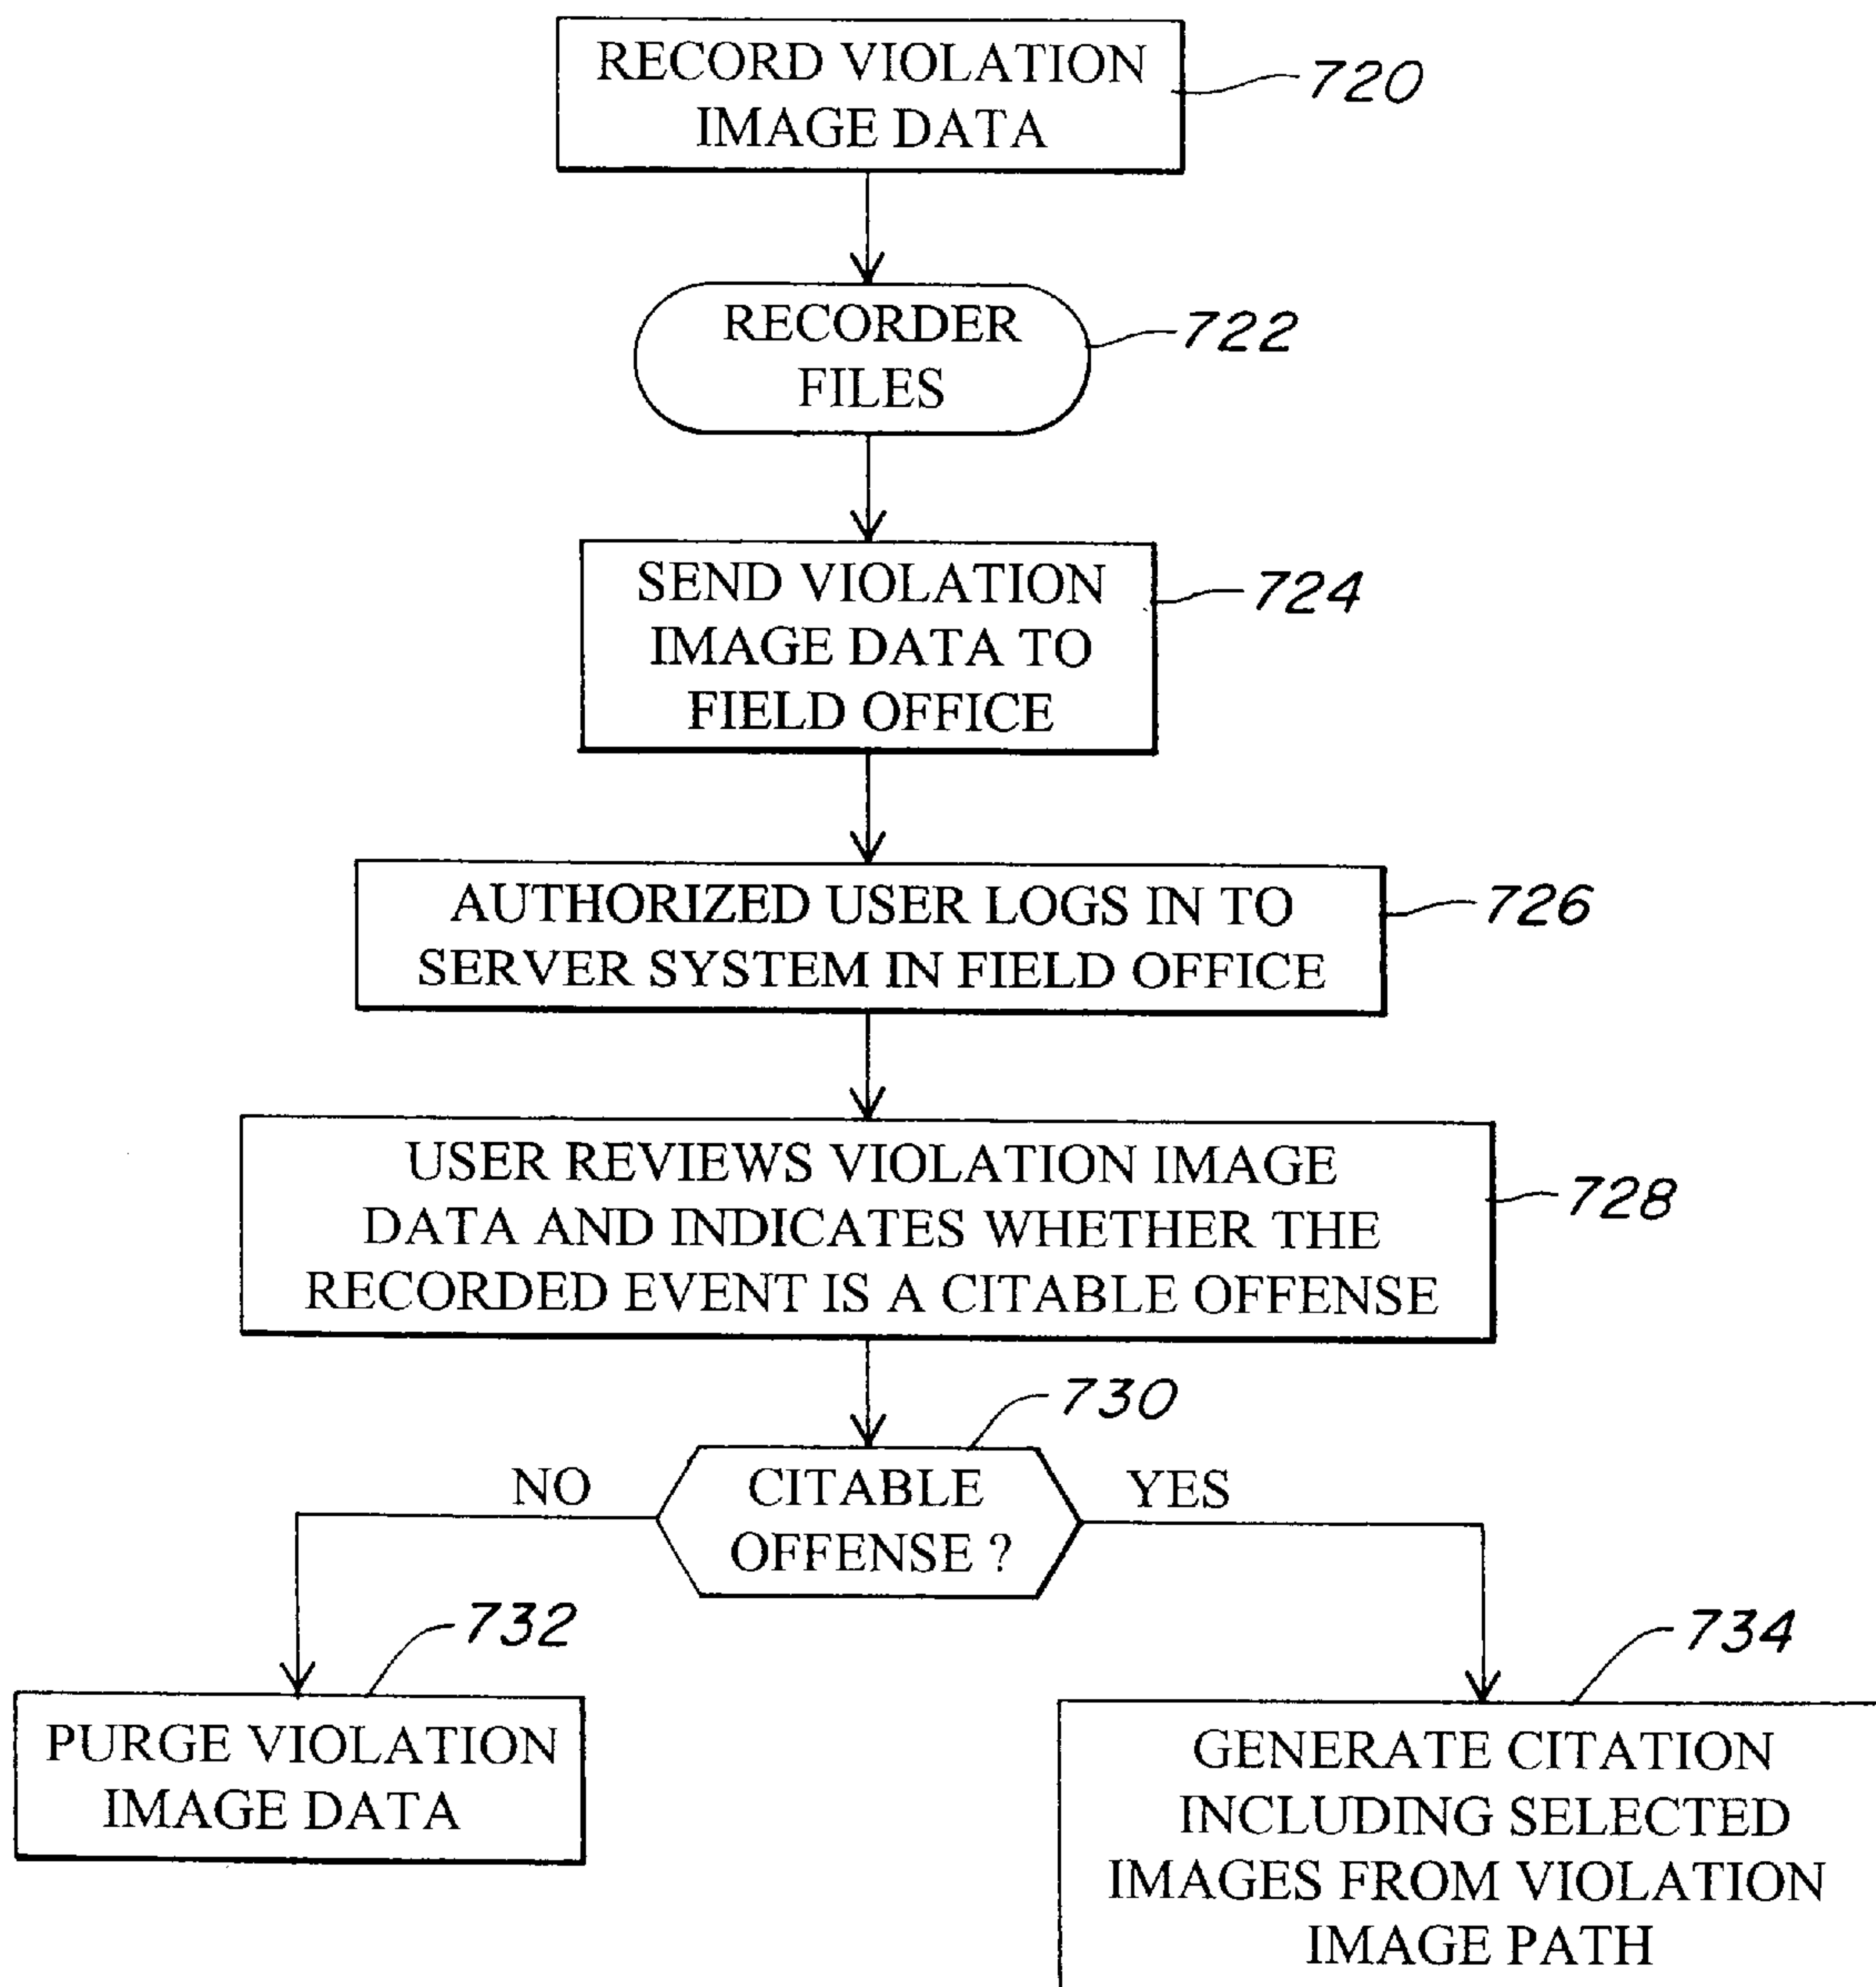 RECORD VIOLATION
IMAGE DATA
720
RECORDER
FILES
722
SEND VIOLATION
IMAGE DATA TO
FIELD OFFICE
724
AUTHORIZED USER LOGS IN TO
SERVER SYSTEM IN FIELD OFFICE
726
USER REVIEWS VIOLATION IMAGE
DATA AND INDICATES WHETHER THE
RECORDED EVENT IS A CITABLE OFFENSE
728
730
NO
CITABLE
OFFENSE ?
YES
732
PURGE VIOLATION
IMAGE DATA
734
GENERATE CITATION
INCLUDING SELECTED
IMAGES FROM VIOLATION
IMAGE PATH